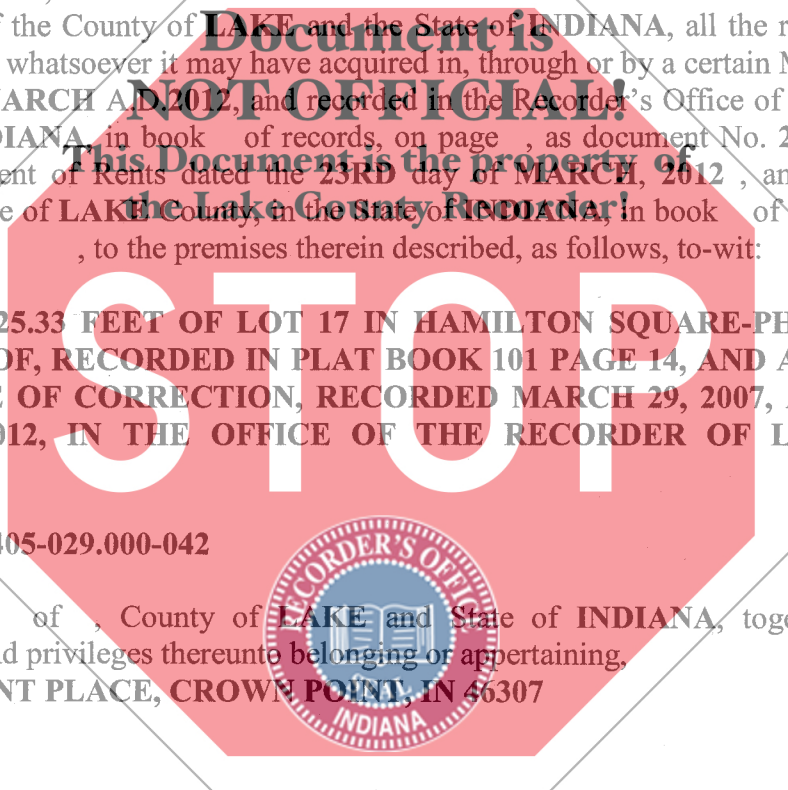 of the County of LAKE and the State of INDIANA, all the r
Document is
whatsoever it may have acquired in, through or by a certain M
NOT OFFICIAL!
ARCH A.D.2012, and recorded in the Recorder's Office of
DIANA, in book of records, on page , as document No. 2
This Document is the property of
ent of Rents dated the 23RD day of MARCH, 2012 , an
the Lake County Recorder!
e of LAKE County, in the State of INDIANA, in book of
, to the premises therein described, as follows, to-wit:
25.33 FEET OF LOT 17 IN HAMILTON SQUARE-PH
OF, RECORDED IN PLAT BOOK 101 PAGE 14, AND A
E OF CORRECTION, RECORDED MARCH 29, 2007,
012, IN THE OFFICE OF THE RECORDER OF L
STOP
405-029.000-042
RECORDER'S OFFICE
of , County of LAKE and State of INDIANA, toge
d privileges thereunto belonging or appertaining,
SEAL
NT PLACE, CROWN POINT, IN 46307
INDIANA